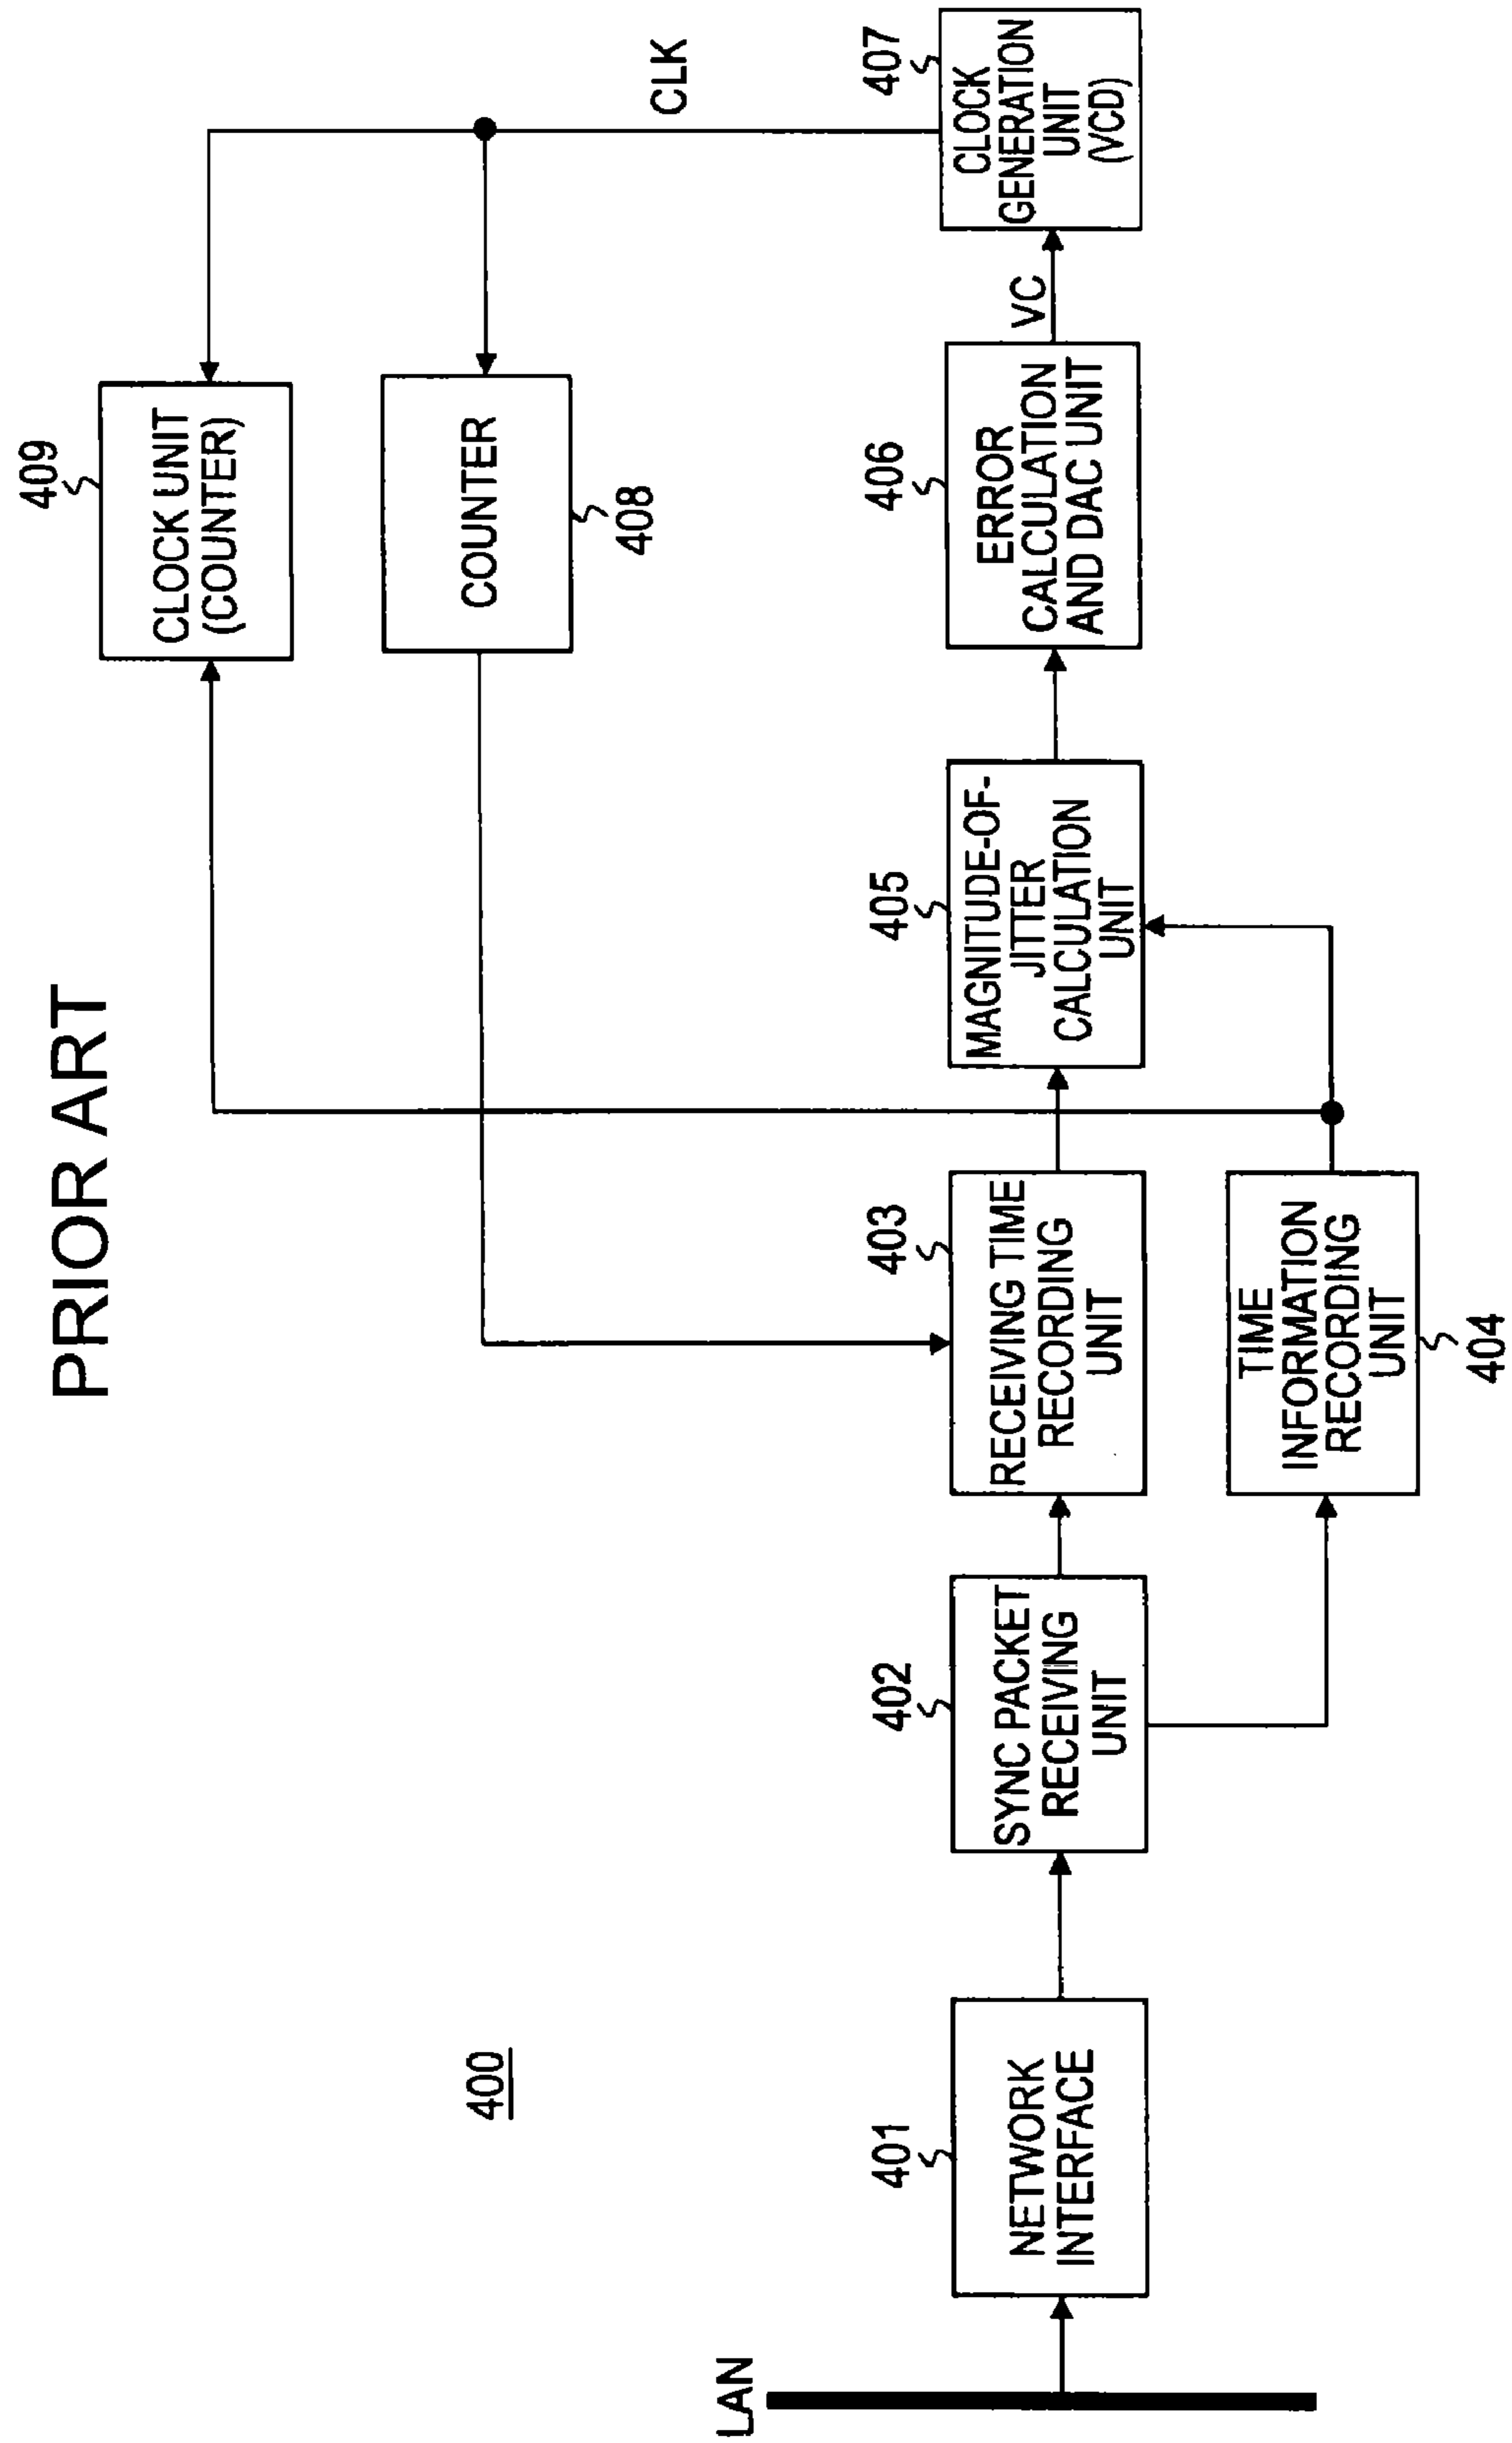 PRIOR ART
400
409
CLOCK UNIT
(COUNTER)
COUNTER
408
CLK
LAN
401
NETWORK
INTERFACE
402
SYNC PACKET
RECEIVING
UNIT
403
RECEIVING TIME
RECORDING
UNIT
405
MAGNITUDE-OF-
JITTER
CALCULATION
UNIT
406
ERROR
CALCULATION
AND DAC UNIT
VC
407
CLOCK
GENERATION
UNIT
(VCD)
TIME
INFORMATION
RECORDING
UNIT
404